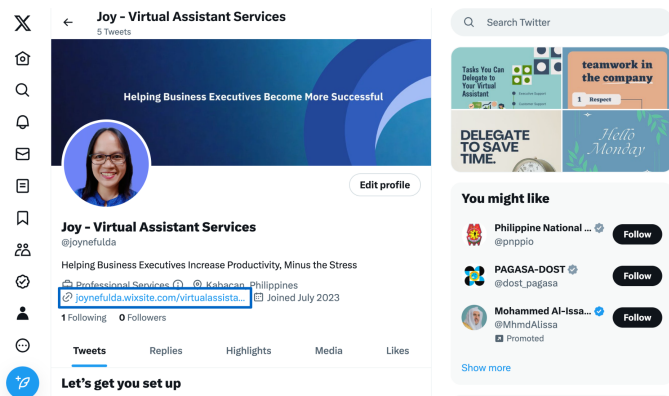 Joy - Virtual Assistant Services
5 Tweets
Search Twitter
Helping Business Executives Become More Successful
Tasks You Can
Delegate to
Your Virtual
Assistant
Executive Support
teamwork in
the company
1 Respect
DELEGATE
TO SAVE
TIME.
Hello
Monday
Edit profile
Joy - Virtual Assistant Services
@joynefulda
Helping Business Executives Increase Productivity, Minus the Stress
Professional Services Kabacan, Philippines
joynefulda.wixsite.com/virtualassista... Joined July 2023
1 Following 0 Followers
Tweets Replies Highlights Media Likes
Let's get you set up
You might like
Philippine National ...
@pnppio
Follow
PAGASA-DOST
@dost_pagasa
Follow
Mohammed Al-Issa...
@MhmdAlissa
Promoted
Follow
Show more